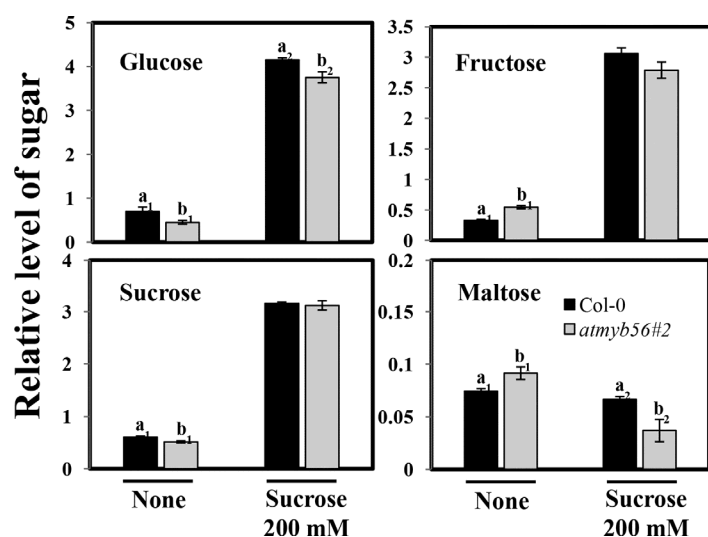 Relative level of sugar
5
4
3
2
1
0
Glucose
a1
b1
a2
b2
3.5
3
2.5
2
1.5
1
0.5
0
Fructose
a1
b1
4
3
2
1
0
Sucrose
a1
b1
0.2
0.15
0.1
0.05
0
Maltose
Col-0
atmyb56#2
a1
b1
a2
b2
None
Sucrose
200 mM
None
Sucrose
200 mM